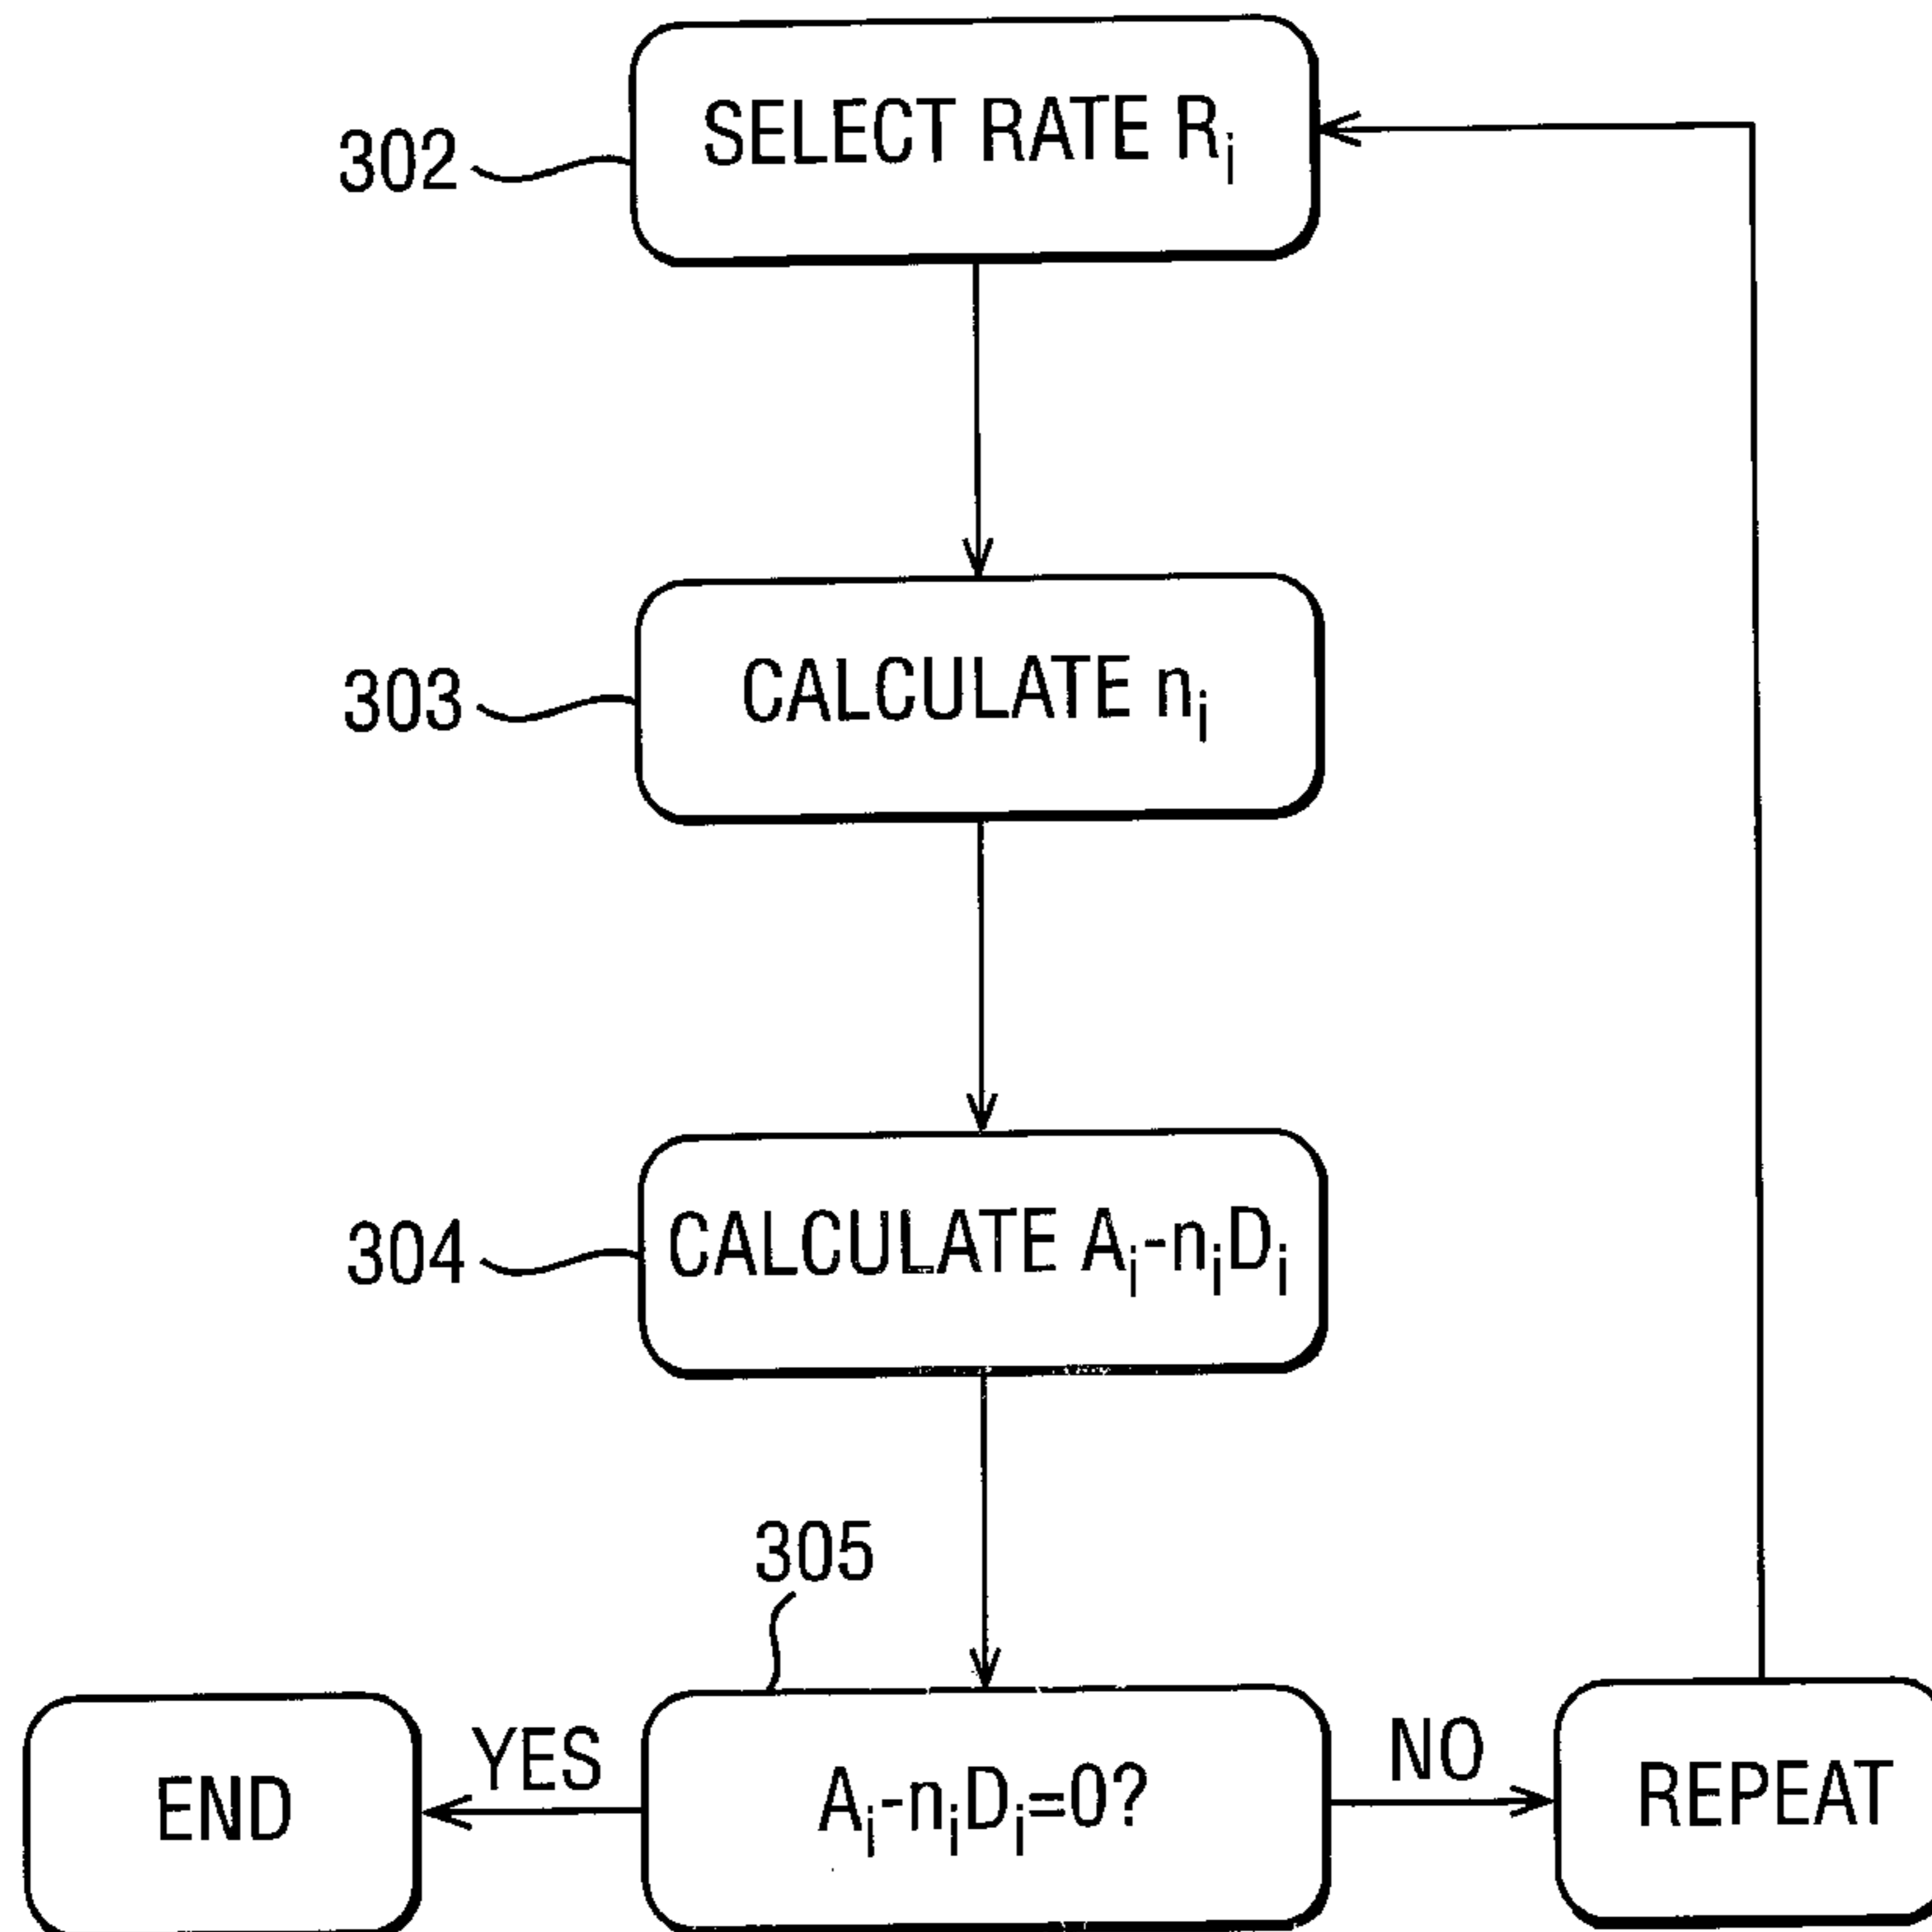 302
SELECT RATE Rᵢ
303
CALCULATE nᵢ
304
CALCULATE Aᵢ-nᵢDᵢ
305
END
YES
Aᵢ-nᵢDᵢ=0?
NO
REPEAT